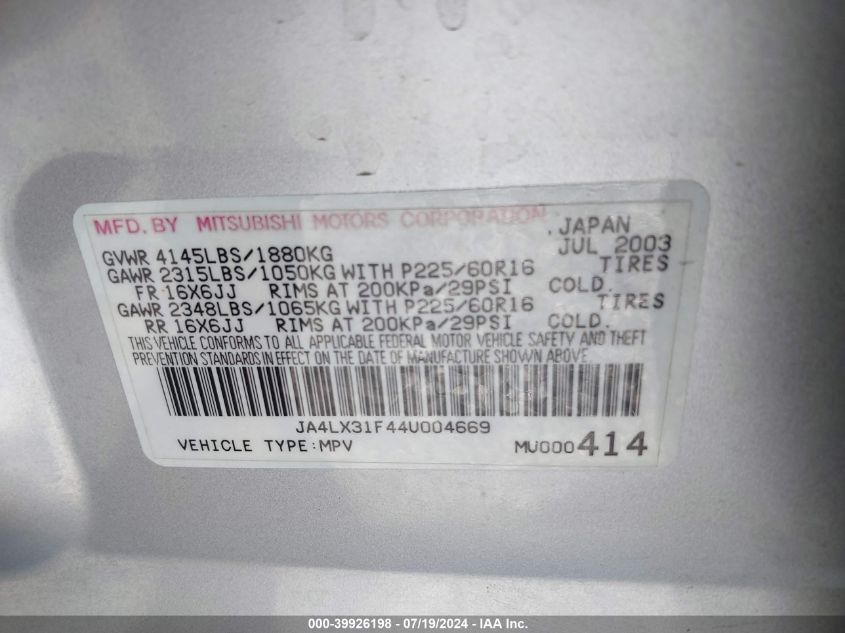 MFD. BY MITSUBISHI MOTORS CORPORATION, JAPAN
GVWR 4145LBS/1880KG JUL 2003
GAWR 2315LBS/1050KG WITH P225/60R16 TIRES
FR 16X6JJ RIMS AT 200KPa/29PSI COLD.
GAWR 2348LBS/1065KG WITH P225/60R16 TIRES
RR 16X6JJ RIMS AT 200KPa/29PSI COLD.
THIS VEHICLE CONFORMS TO ALL APPLICABLE FEDERAL MOTOR VEHICLE SAFETY AND THEFT
PREVENTION STANDARDS IN EFFECT ON THE DATE OF MANUFACTURE SHOWN ABOVE.
JA4LX31F44U004669
VEHICLE TYPE:MPV MU000414
000-39926198 - 07/19/2024 - IAA Inc.